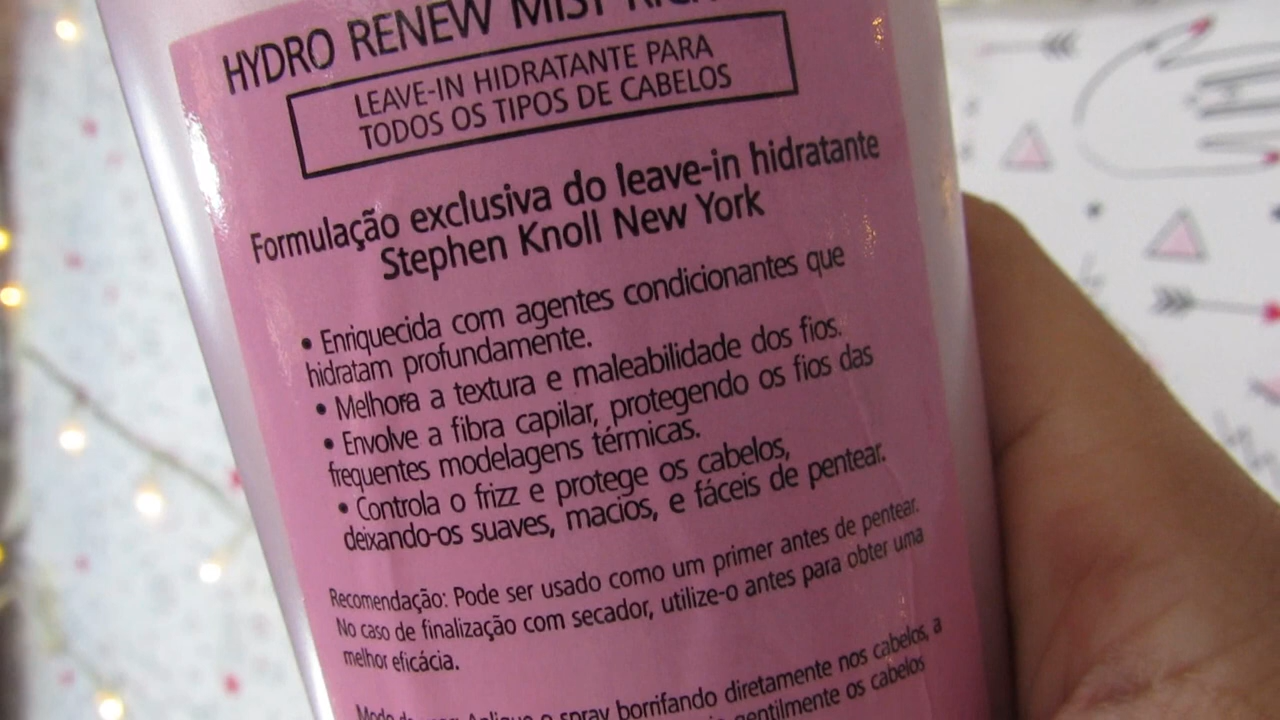 HYDRO RENEW MIST
LEAVE-IN HIDRATANTE PARA
TODOS OS TIPOS DE CABELOS
Formulação exclusiva do leave-in hidratante
Stephen Knoll New York
• Enriquecida com agentes condicionantes que
hidratam profundamente.
• Melhora a textura e maleabilidade dos fios.
• Envolve a fibra capilar, protegendo os fios das
frequentes modelagens térmicas.
• Controla o frizz e protege os cabelos,
deixando-os suaves, macios, e fáceis de pentear.
Recomendação: Pode ser usado como um primer antes de pentear.
No caso de finalização com secador, utilize-o antes para obter uma
melhor eficácia.
o spray borrifando diretamente nos cabelos, a
gentilmente os cabelos